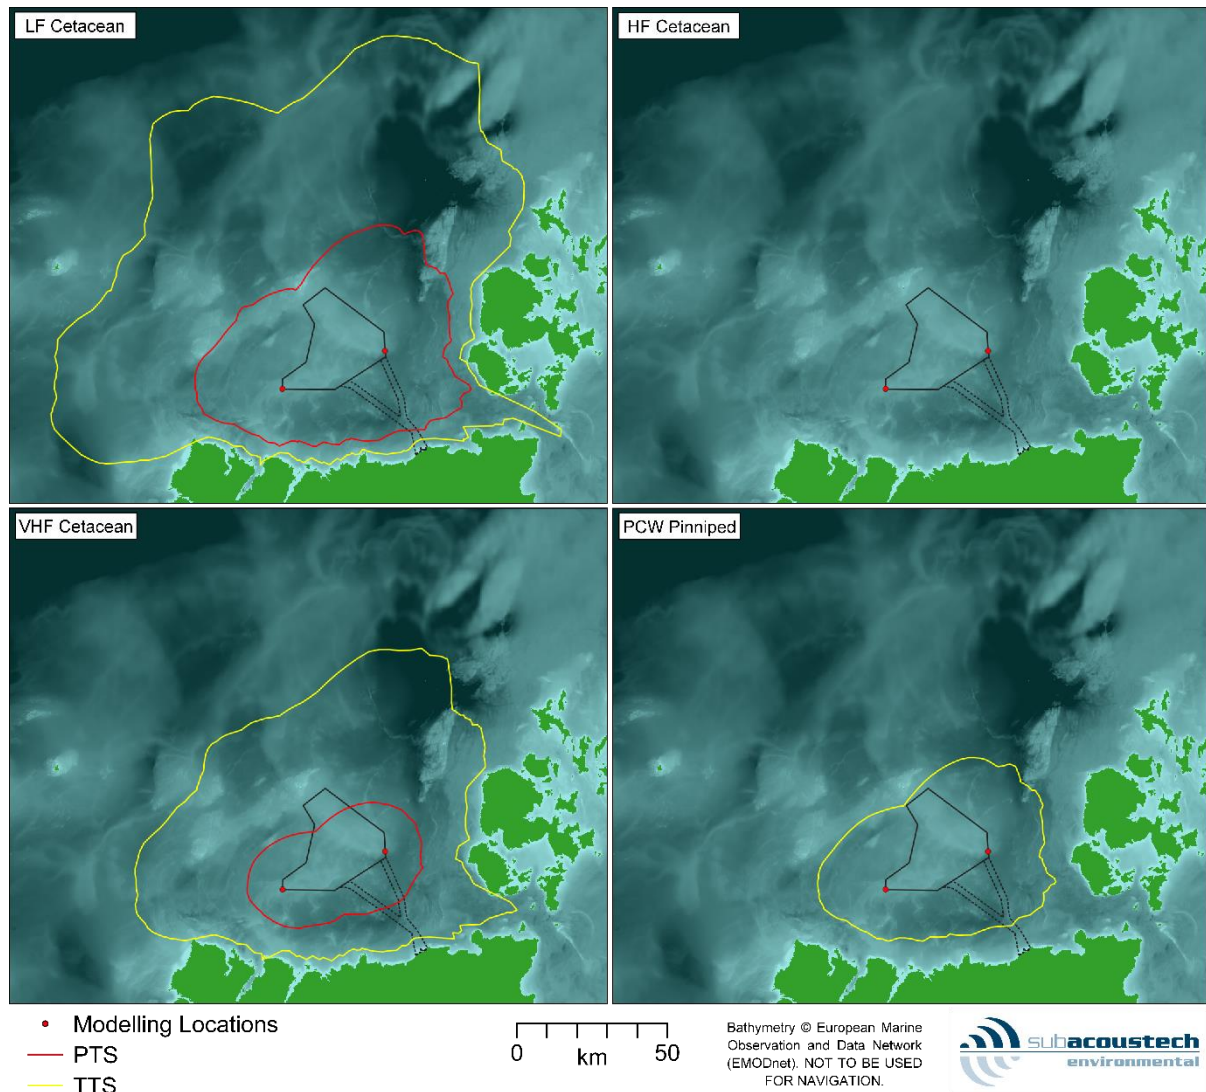 LF Cetacean
HF Cetacean
VHF Cetacean
PCW Pinniped
Modelling Locations
PTS
TTS
0 50
km
Bathymetry © European Marine
Observation and Data Network
(EMODnet). NOT TO BE USED
FOR NAVIGATION.
subacoustech
environmental